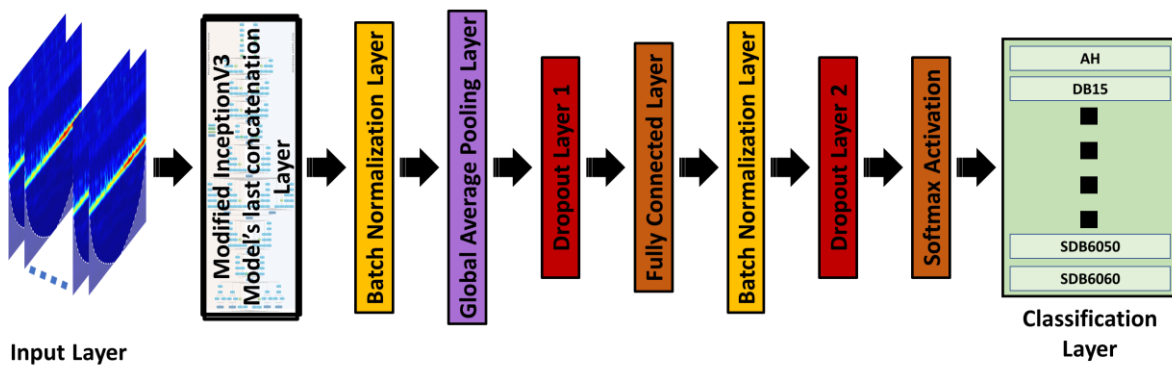 Input Layer
Modified InceptionV3
Model's last concatenation
Layer
Batch Normalization Layer
Global Average Pooling Layer
Dropout Layer 1
Fully Connected Layer
Batch Normalization Layer
Dropout Layer 2
Softmax Activation
AH
DB15
SDB6050
SDB6060
Classification
Layer